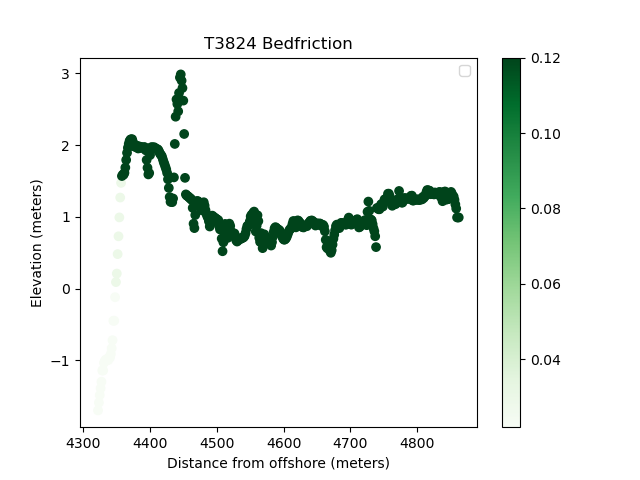 T3824 Bedfriction
3
2
1
0
−1
Elevation (meters)
4300 4400 4500 4600 4700 4800
Distance from offshore (meters)
0.12
0.10
0.08
0.06
0.04